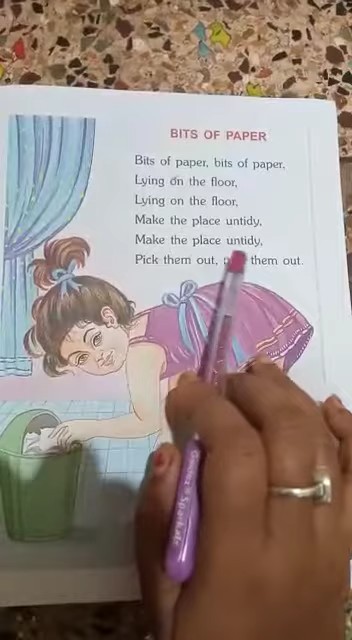 BITS OF PAPER
Bits of paper, bits of paper,
Lying on the floor,
Lying on the floor,
Make the place untidy,
Make the place untidy,
Pick them out, them out.